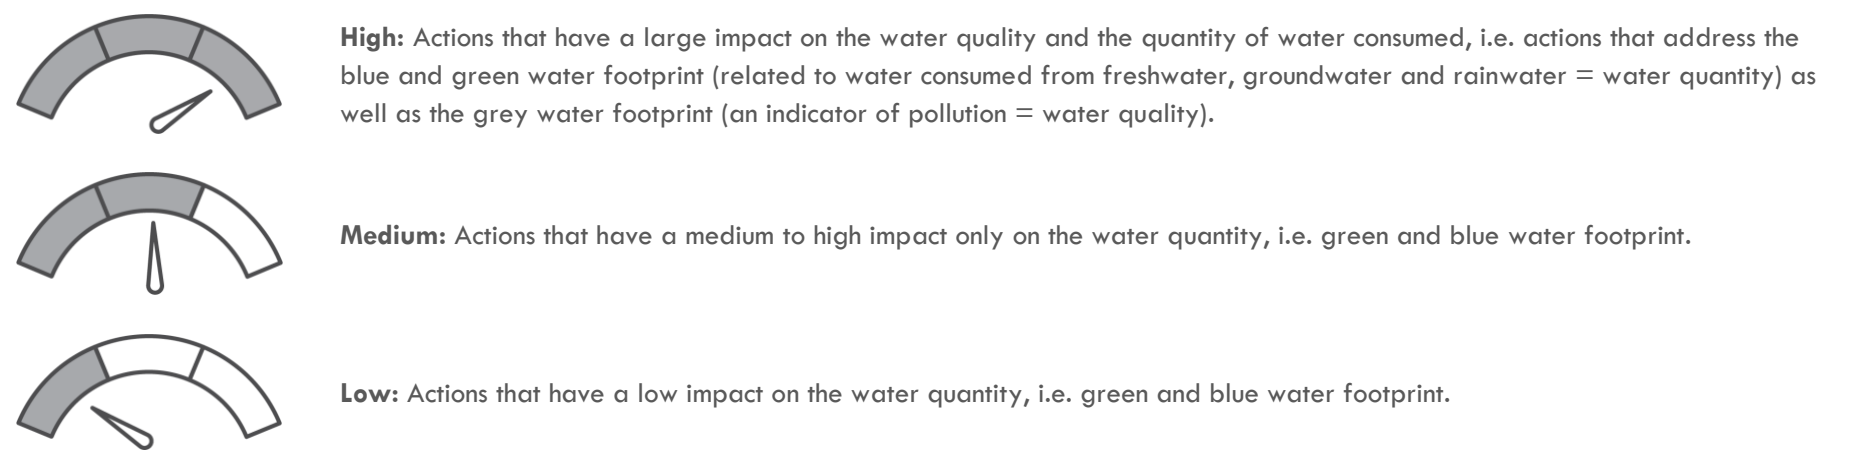 High: Actions that have a large impact on the water quality and the quantity of water consumed, i.e. actions that address the
blue and green water footprint (related to water consumed from freshwater, groundwater and rainwater = water quantity) as
well as the grey water footprint (an indicator of pollution = water quality).
Medium: Actions that have a medium to high impact only on the water quantity, i.e. green and blue water footprint.
Low: Actions that have a low impact on the water quantity, i.e. green and blue water footprint.